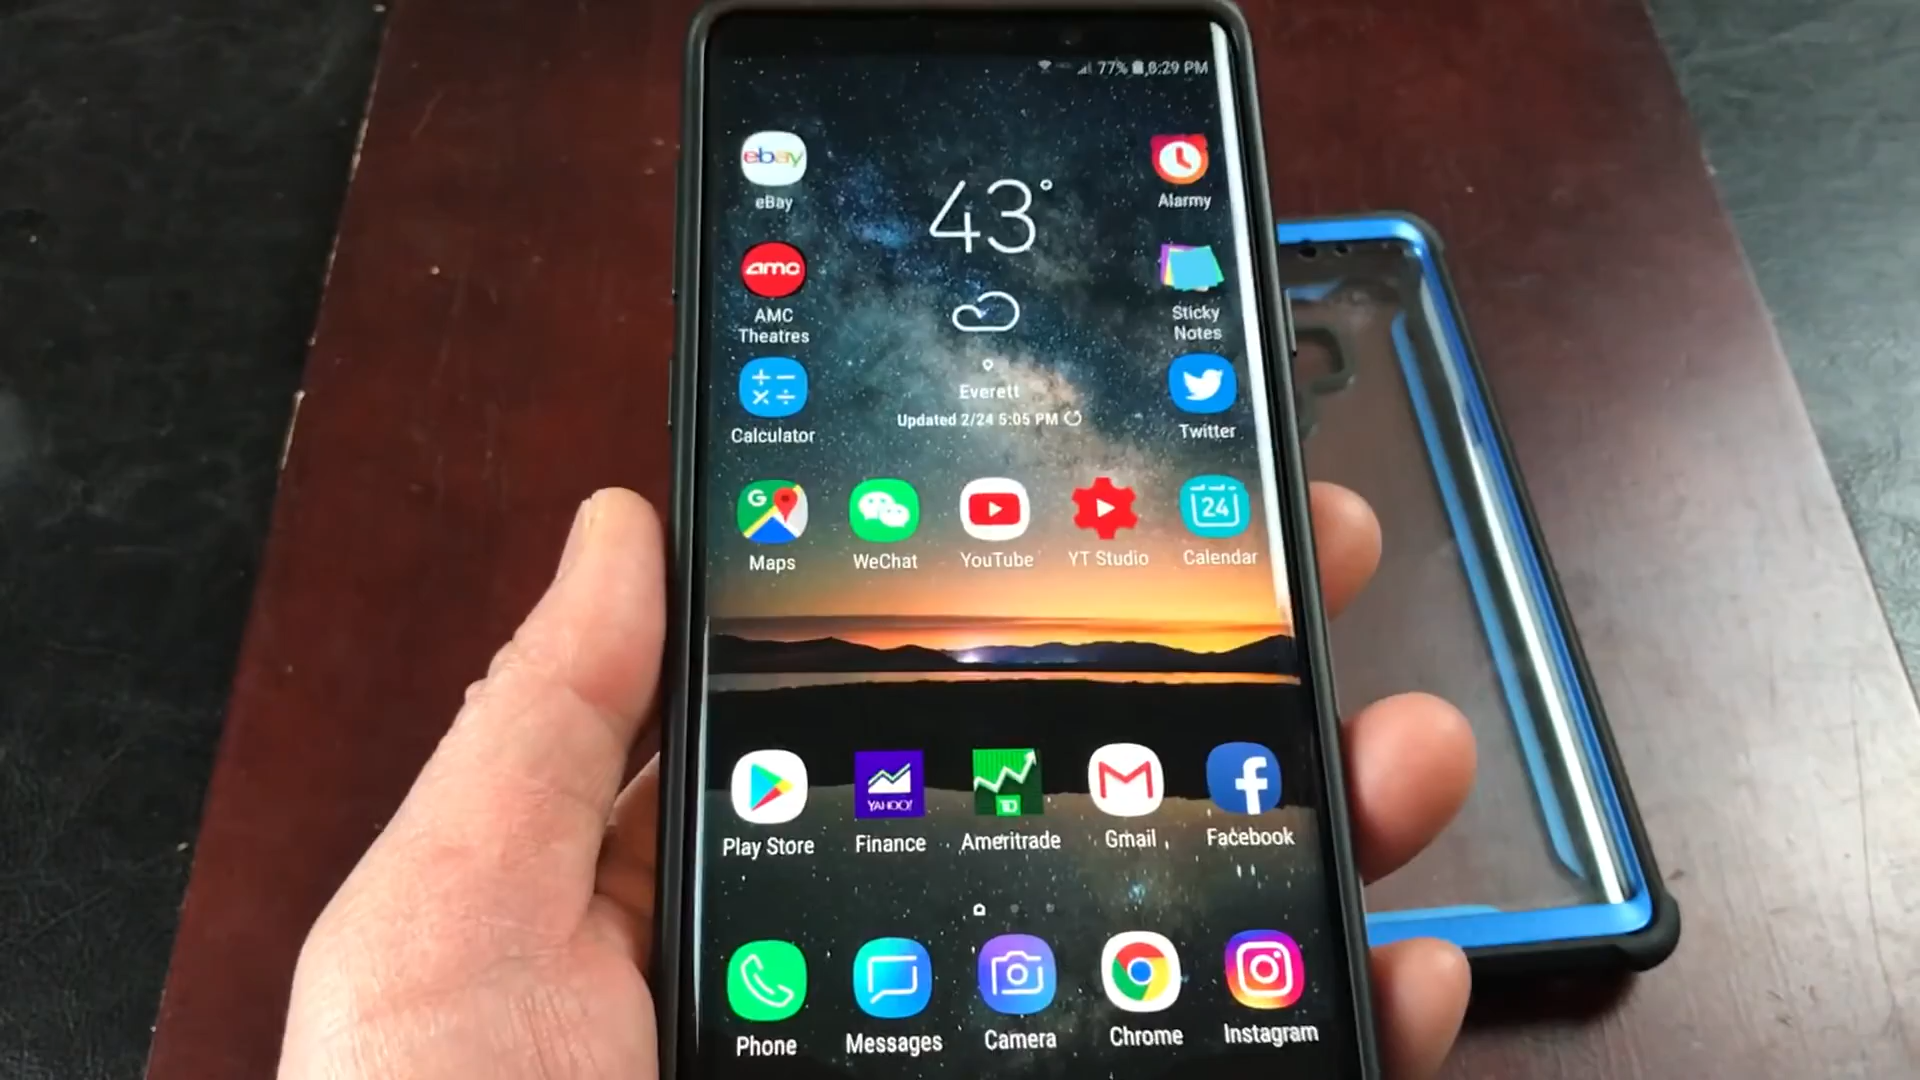 77% 8:29 PM
ebay
eBay
Alarmy
43°
amc
AMC
Theatres
Sticky
Notes
Everett
Updated 2/24 5:05 PM
Calculator
Twitter
G
24
Maps
WeChat
YouTube
YT Studio
Calendar
YAHOO!
TD
M
f
Play Store
Finance
Ameritrade
Gmail
Facebook
Phone
Messages
Camera
Chrome
Instagram